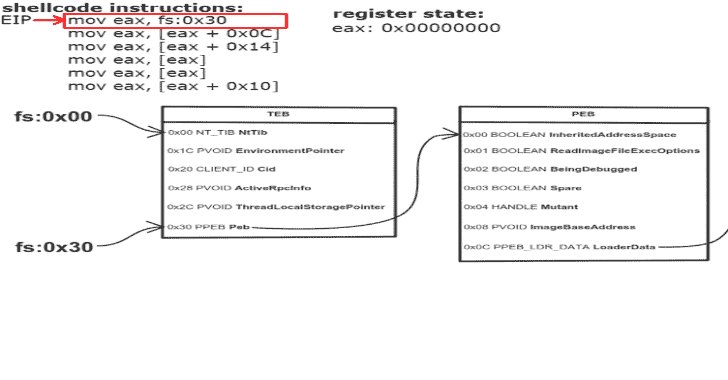 shellcode instructions:
EIP
mov eax, fs:0x30
mov eax, [eax + 0x0C]
mov eax, [eax + 0x14]
mov eax, [eax]
mov eax, [eax]
mov eax, [eax + 0x10]
register state:
eax: 0x00000000
fs:0x00
fs:0x30
TEB
0x00 NT_TIB NtTib
0x1C PVOID EnvironmentPointer
0x20 CLIENT_ID Cid
0x28 PVOID ActiveRpcInfo
0x2C PVOID ThreadLocalStoragePointer
0x30 PPEB Peb
PEB
0x00 BOOLEAN InheritedAddressSpace
0x01 BOOLEAN ReadImageFileExecOptions
0x02 BOOLEAN BeingDebugged
0x03 BOOLEAN Spare
0x04 HANDLE Mutant
0x08 PVOID ImageBaseAddress
0x0C PPEB_LDR_DATA LoaderData